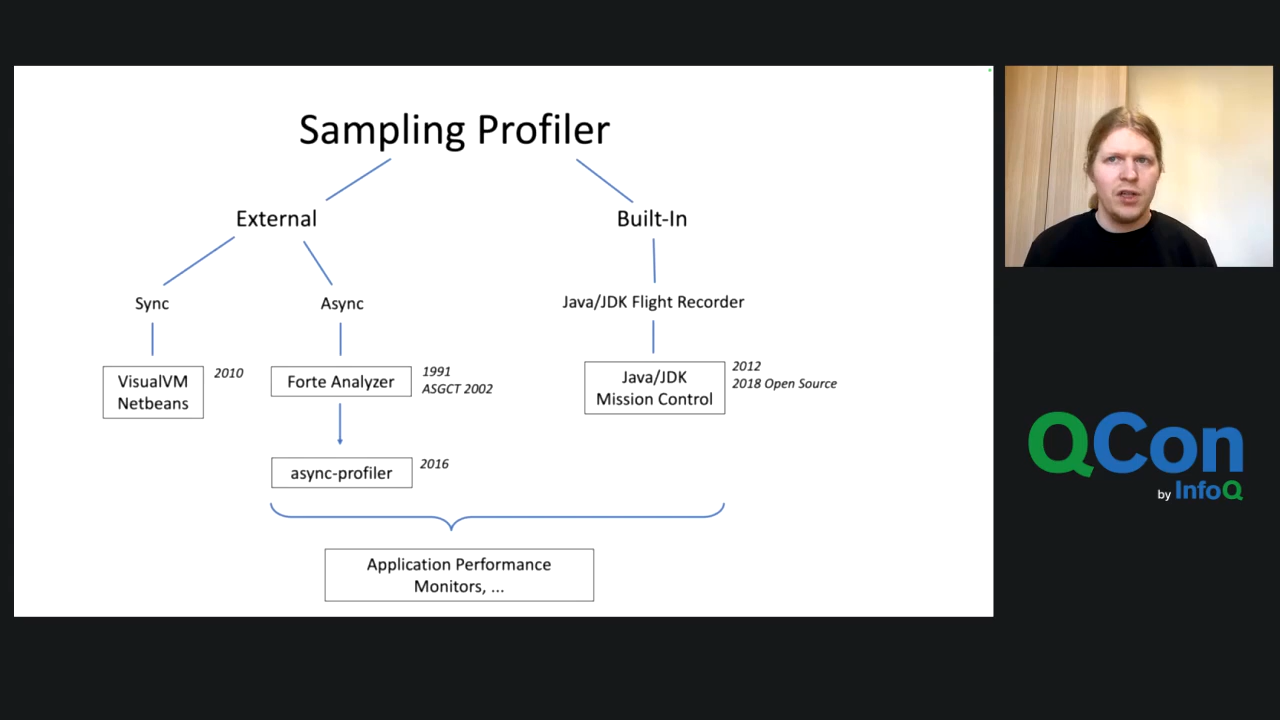 Sampling Profiler
External
Built-In
Sync
Async
Java/JDK Flight Recorder
VisualVM
Netbeans
2010
Forte Analyzer
1991
ASGCT 2002
Java/JDK
Mission Control
2012
2018 Open Source
async-profiler
2016
Application Performance
Monitors, ...
QCon
by InfoQ